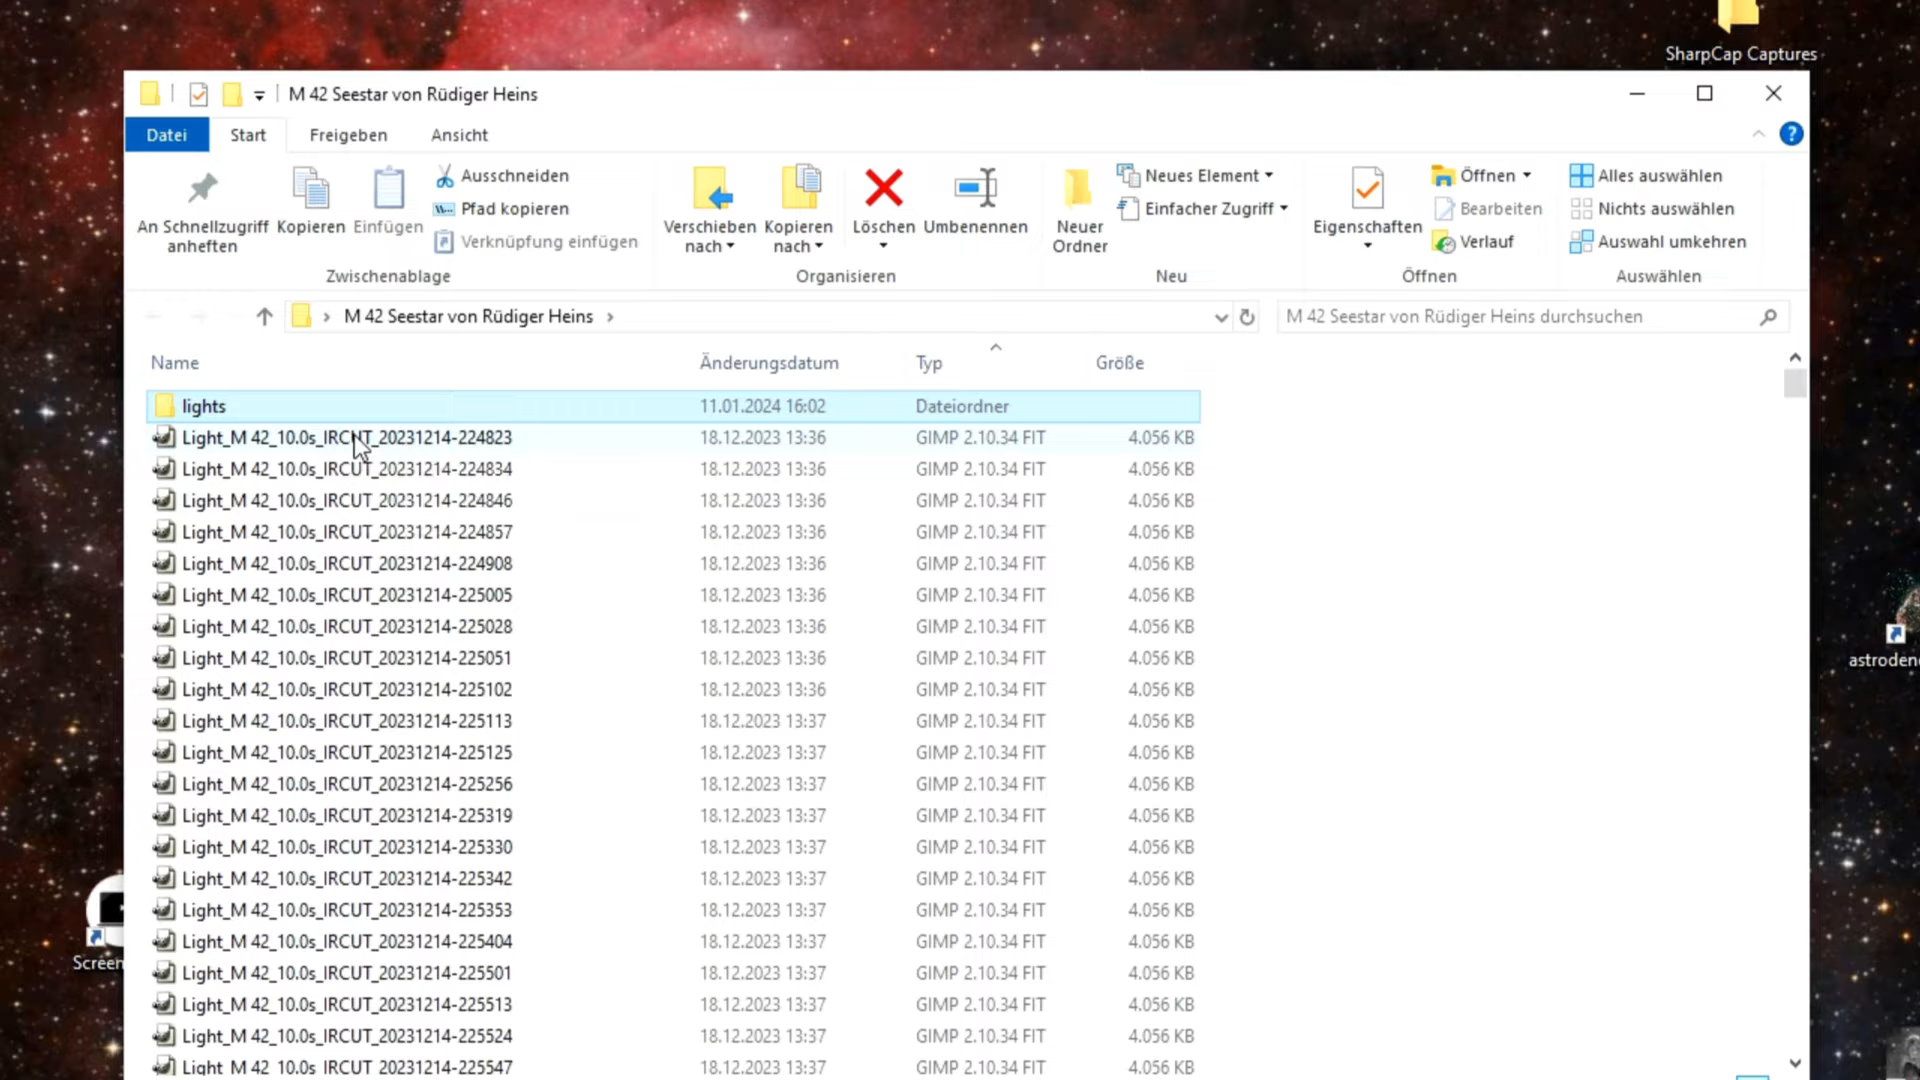 SharpCap Captures
M 42 Seestar von Rüdiger Heins
Datei Start Freigeben Ansicht
An Schnellzugriff anheften
Kopieren
Einfügen
Ausschneiden
Pfad kopieren
Verknüpfung einfügen
Verschieben nach
Kopieren nach
Löschen
Umbenennen
Neuer Ordner
Neues Element
Einfacher Zugriff
Eigenschaften
Öffnen
Bearbeiten
Verlauf
Alles auswählen
Nichts auswählen
Auswahl umkehren
Zwischenablage Organisieren Neu Öffnen Auswählen
M 42 Seestar von Rüdiger Heins
M 42 Seestar von Rüdiger Heins durchsuchen
Name Änderungsdatum Typ Größe
lights 11.01.2024 16:02 Dateiordner
Light_M 42_10.0s_IRCUT_20231214-224823 18.12.2023 13:36 GIMP 2.10.34 FIT 4.056 KB
Light_M 42_10.0s_IRCUT_20231214-224834 18.12.2023 13:36 GIMP 2.10.34 FIT 4.056 KB
Light_M 42_10.0s_IRCUT_20231214-224846 18.12.2023 13:36 GIMP 2.10.34 FIT 4.056 KB
Light_M 42_10.0s_IRCUT_20231214-224857 18.12.2023 13:36 GIMP 2.10.34 FIT 4.056 KB
Light_M 42_10.0s_IRCUT_20231214-224908 18.12.2023 13:36 GIMP 2.10.34 FIT 4.056 KB
Light_M 42_10.0s_IRCUT_20231214-225005 18.12.2023 13:36 GIMP 2.10.34 FIT 4.056 KB
Light_M 42_10.0s_IRCUT_20231214-225028 18.12.2023 13:36 GIMP 2.10.34 FIT 4.056 KB
Light_M 42_10.0s_IRCUT_20231214-225051 18.12.2023 13:36 GIMP 2.10.34 FIT 4.056 KB
Light_M 42_10.0s_IRCUT_20231214-225102 18.12.2023 13:36 GIMP 2.10.34 FIT 4.056 KB
Light_M 42_10.0s_IRCUT_20231214-225113 18.12.2023 13:37 GIMP 2.10.34 FIT 4.056 KB
Light_M 42_10.0s_IRCUT_20231214-225125 18.12.2023 13:37 GIMP 2.10.34 FIT 4.056 KB
Light_M 42_10.0s_IRCUT_20231214-225256 18.12.2023 13:37 GIMP 2.10.34 FIT 4.056 KB
Light_M 42_10.0s_IRCUT_20231214-225319 18.12.2023 13:37 GIMP 2.10.34 FIT 4.056 KB
Light_M 42_10.0s_IRCUT_20231214-225330 18.12.2023 13:37 GIMP 2.10.34 FIT 4.056 KB
Light_M 42_10.0s_IRCUT_20231214-225342 18.12.2023 13:37 GIMP 2.10.34 FIT 4.056 KB
Light_M 42_10.0s_IRCUT_20231214-225353 18.12.2023 13:37 GIMP 2.10.34 FIT 4.056 KB
Light_M 42_10.0s_IRCUT_20231214-225404 18.12.2023 13:37 GIMP 2.10.34 FIT 4.056 KB
Light_M 42_10.0s_IRCUT_20231214-225501 18.12.2023 13:37 GIMP 2.10.34 FIT 4.056 KB
Light_M 42_10.0s_IRCUT_20231214-225513 18.12.2023 13:37 GIMP 2.10.34 FIT 4.056 KB
Light_M 42_10.0s_IRCUT_20231214-225524 18.12.2023 13:37 GIMP 2.10.34 FIT 4.056 KB
Light_M 42_10.0s_IRCUT_20231214-225547 18.12.2023 13:37 GIMP 2.10.34 FIT 4.056 KB
astroden
Screen